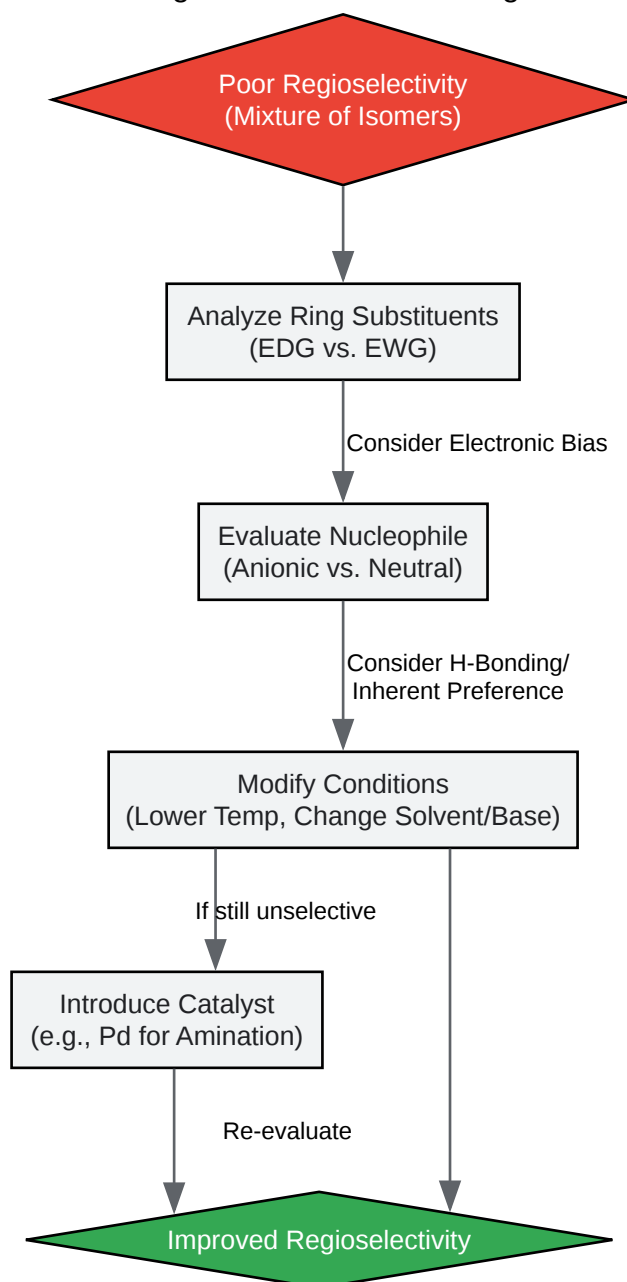 Poor Regioselectivity
(Mixture of Isomers)
Analyze Ring Substituents
(EDG vs. EWG)
Consider Electronic Bias
Evaluate Nucleophile
(Anionic vs. Neutral)
Consider H-Bonding/
Inherent Preference
Modify Conditions
(Lower Temp, Change Solvent/Base)
If still unselective
Introduce Catalyst
(e.g., Pd for Amination)
Re-evaluate
Improved Regioselectivity